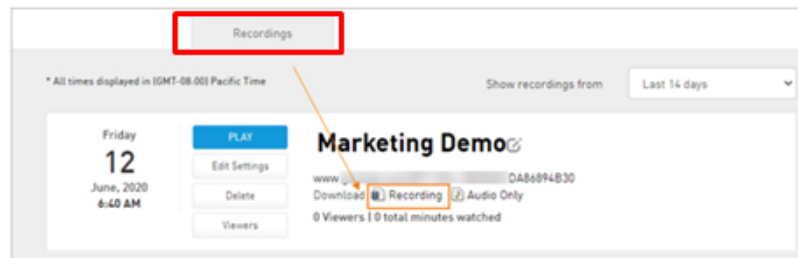 Recordings
* All times displayed in (GMT-08:00) Pacific Time
Show recordings from
Last 14 days
Friday
12
June, 2020
6:40 AM
PLAY
Edit Settings
Delete
Viewers
Marketing Demo
www DA86894B30
Download Recording Audio Only
0 Viewers | 0 total minutes watched